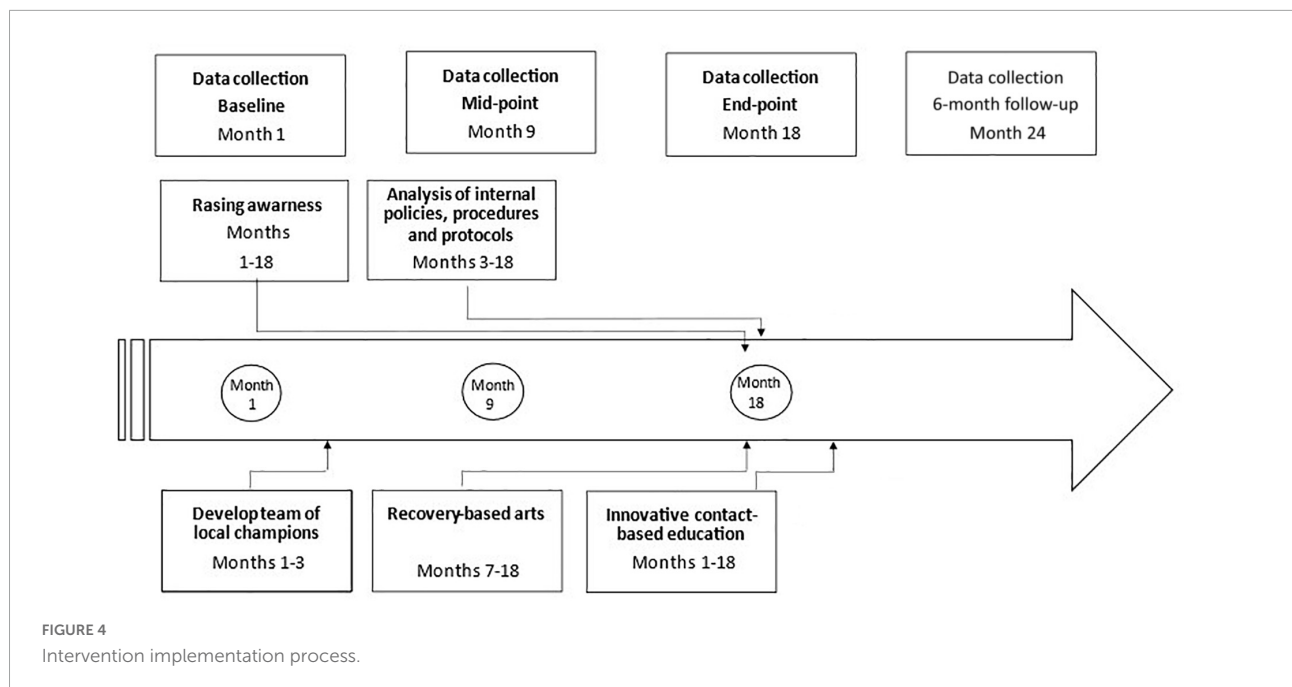 Data collection
Baseline
Month 1
Data collection
Mid-point
Month 9
Data collection
End-point
Month 18
Data collection
6-month follow-up
Month 24
Rasing awarness
Months
1-18
Analysis of internal
policies, procedures
and protocols
Months 3-18
Month
1
Month
9
Month
18
Develop team of
local champions
Months 1-3
Recovery-based arts
Months 7-18
Innovative contact-
based education
Months 1-18
FIGURE 4
Intervention implementation process.